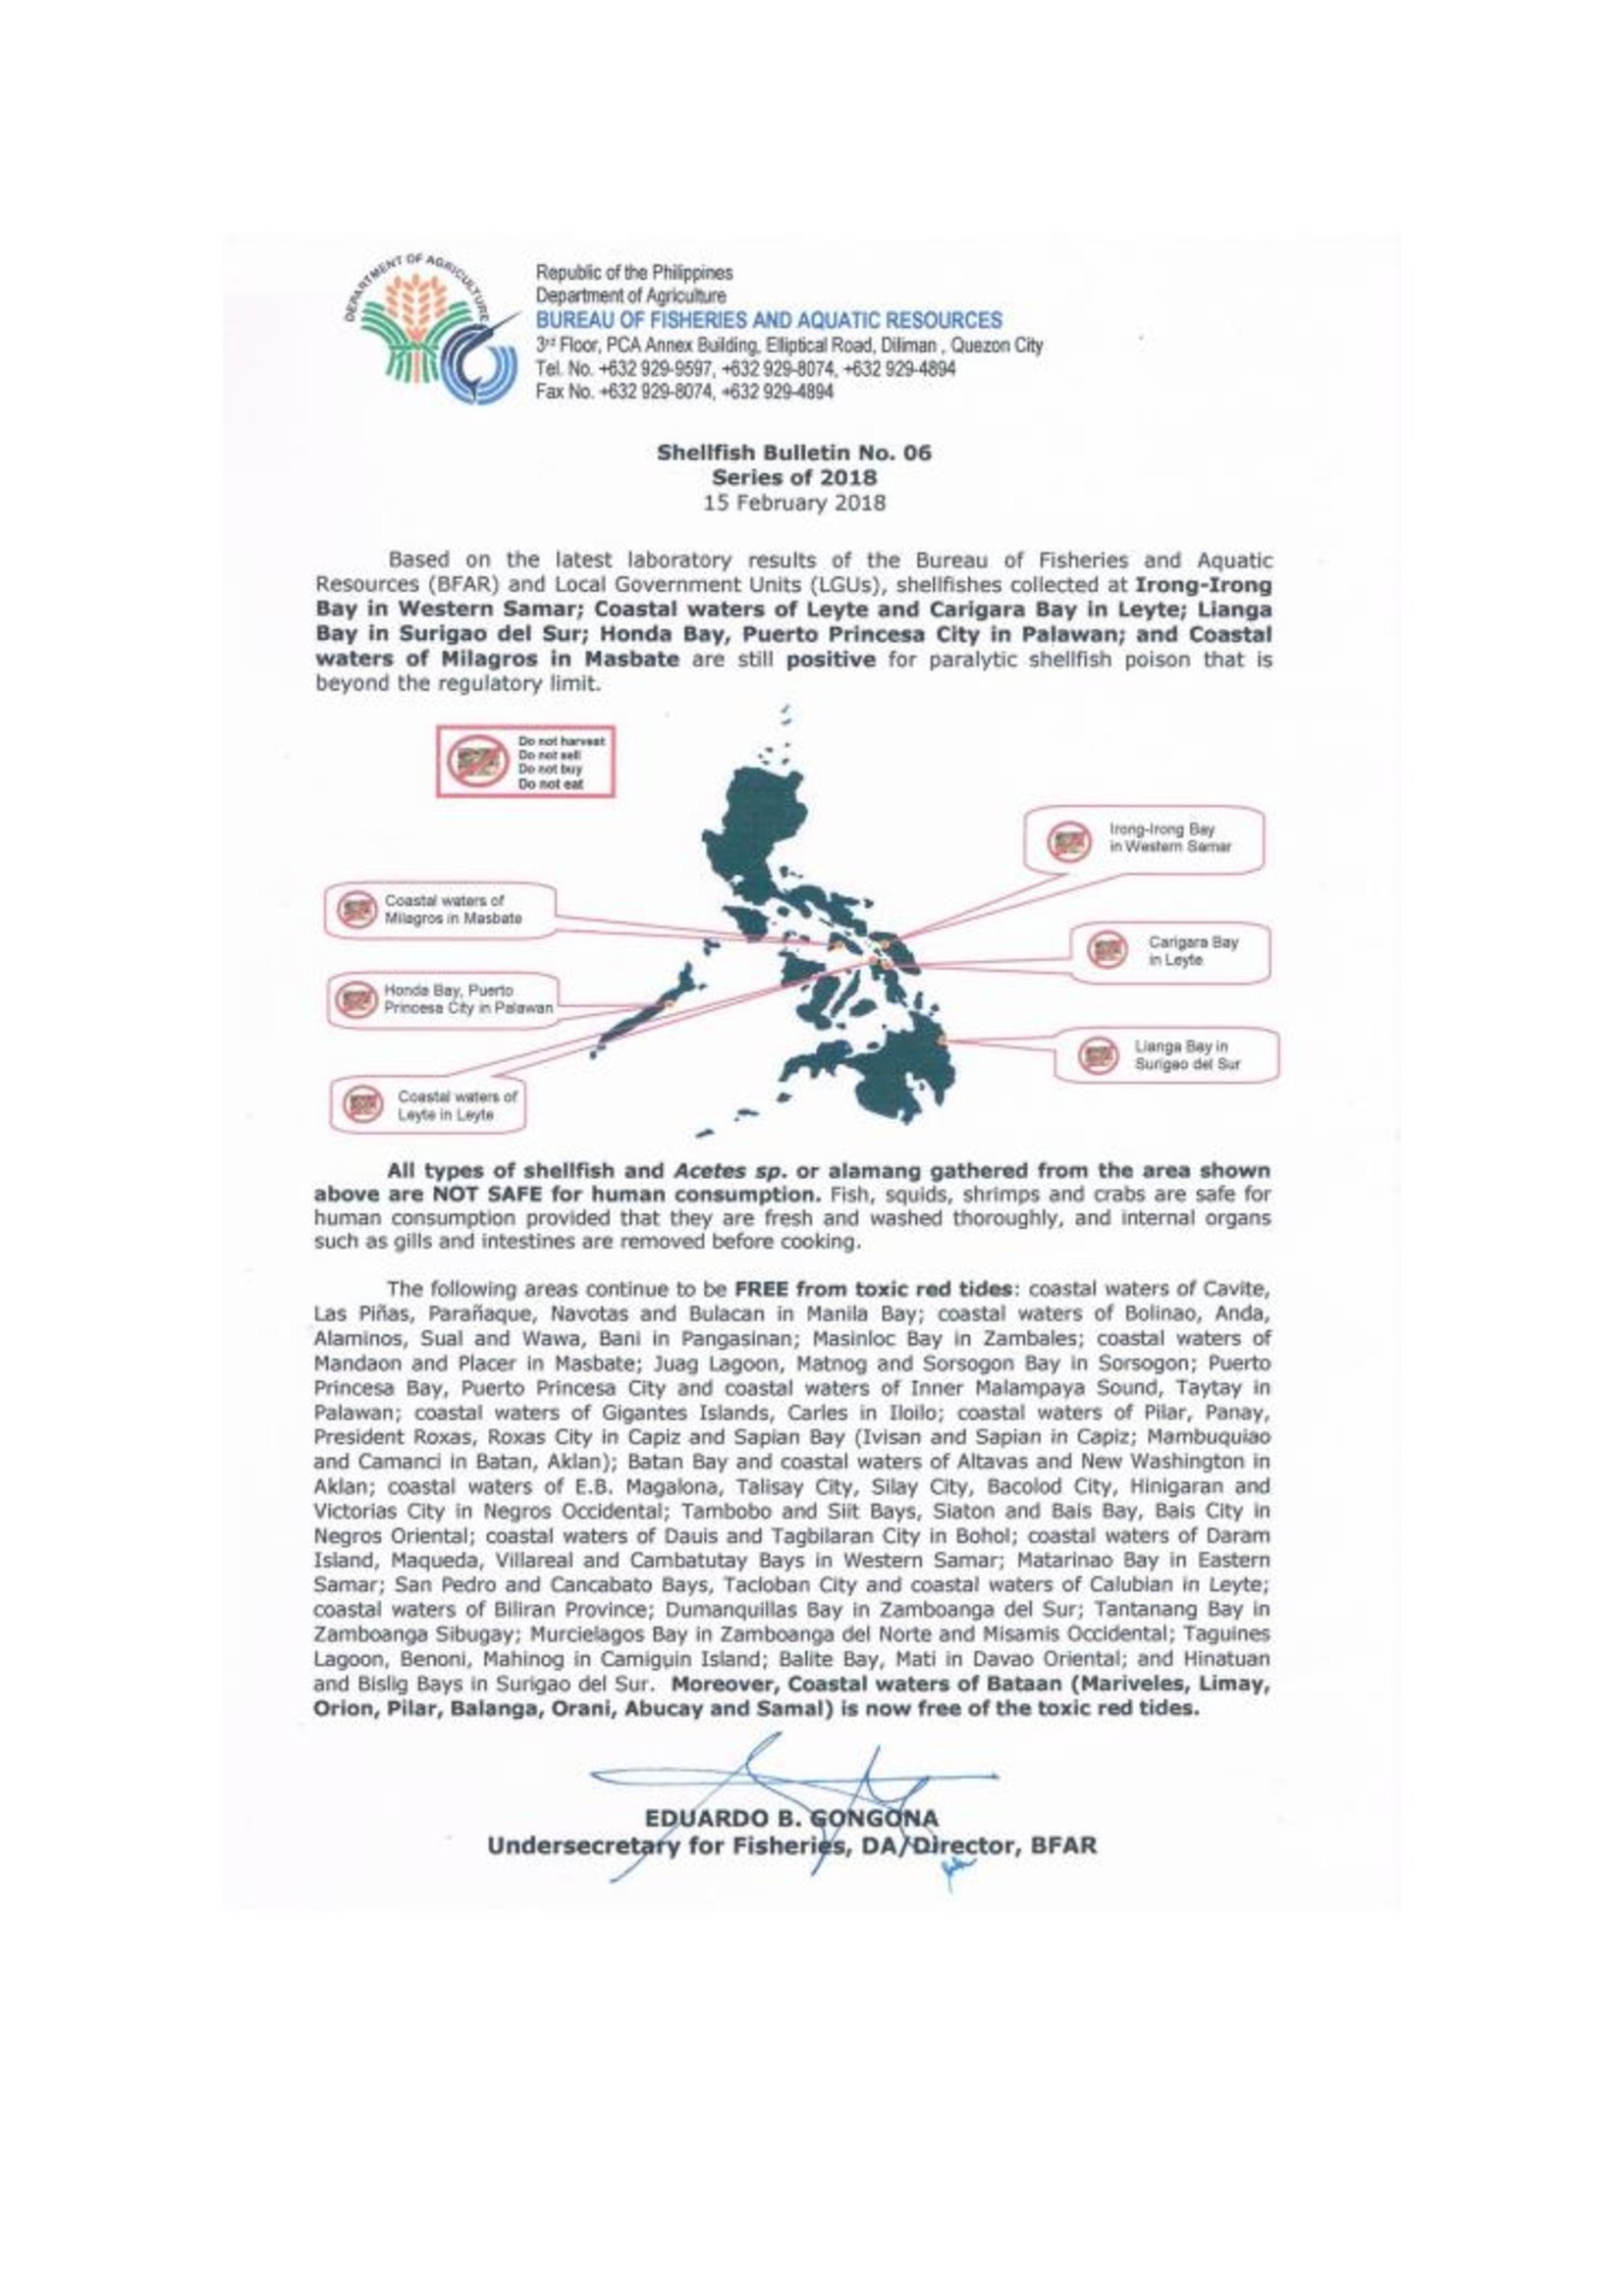 DEPARTMENT OF AGRICULTURE
Republic of the Philippines
Department of Agriculture
BUREAU OF FISHERIES AND AQUATIC RESOURCES
3rd Floor, PCA Annex Building, Elliptical Road, Diliman , Quezon City
Tel. No. +632 929-9597, +632 929-8074, +632 929-4894
Fax No. +632 929-8074, +632 929-4894
Shellfish Bulletin No. 06
Series of 2018
15 February 2018
Based on the latest laboratory results of the Bureau of Fisheries and Aquatic
Resources (BFAR) and Local Government Units (LGUs), shellfishes collected at Irong-Irong
Bay in Western Samar; Coastal waters of Leyte and Carigara Bay in Leyte; Lianga
Bay in Surigao del Sur; Honda Bay, Puerto Princesa City in Palawan; and Coastal
waters of Milagros in Masbate are still positive for paralytic shellfish poison that is
beyond the regulatory limit.
Do not harvest
Do not sell
Do not buy
Do not eat
Irong-Irong Bay
in Western Samar
Coastal waters of
Milagros in Masbate
Carigara Bay
in Leyte
Honda Bay, Puerto
Princesa City in Palawan
Lianga Bay in
Surigao del Sur
Coastal waters of
Leyte in Leyte
All types of shellfish and Acetes sp. or alamang gathered from the area shown
above are NOT SAFE for human consumption. Fish, squids, shrimps and crabs are safe for
human consumption provided that they are fresh and washed thoroughly, and internal organs
such as gills and intestines are removed before cooking.
The following areas continue to be FREE from toxic red tides: coastal waters of Cavite,
Las Piñas, Parañaque, Navotas and Bulacan in Manila Bay; coastal waters of Bolinao, Anda,
Alaminos, Sual and Wawa, Bani in Pangasinan; Masinloc Bay in Zambales; coastal waters of
Mandaon and Placer in Masbate; Juag Lagoon, Matnog and Sorsogon Bay in Sorsogon; Puerto
Princesa Bay, Puerto Princesa City and coastal waters of Inner Malampaya Sound, Taytay in
Palawan; coastal waters of Gigantes Islands, Carles in Iloilo; coastal waters of Pilar, Panay,
President Roxas, Roxas City in Capiz and Sapian Bay (Ivisan and Sapian in Capiz; Mambuquiao
and Camanci in Batan, Aklan); Batan Bay and coastal waters of Altavas and New Washington in
Aklan; coastal waters of E.B. Magalona, Talisay City, Silay City, Bacolod City, Hinigaran and
Victorias City in Negros Occidental; Tambobo and Siit Bays, Siaton and Bais Bay, Bais City in
Negros Oriental; coastal waters of Dauis and Tagbilaran City in Bohol; coastal waters of Daram
Island, Maqueda, Villareal and Cambatutay Bays in Western Samar; Matarinao Bay in Eastern
Samar; San Pedro and Cancabato Bays, Tacloban City and coastal waters of Calubian in Leyte;
coastal waters of Biliran Province; Dumanquillas Bay in Zamboanga del Sur; Tantanang Bay in
Zamboanga Sibugay; Murcielagos Bay in Zamboanga del Norte and Misamis Occidental; Taguines
Lagoon, Benoni, Mahinog in Camiguin Island; Balite Bay, Mati in Davao Oriental; and Hinatuan
and Bislig Bays in Surigao del Sur. Moreover, Coastal waters of Bataan (Mariveles, Limay,
Orion, Pilar, Balanga, Orani, Abucay and Samal) is now free of the toxic red tides.
EDUARDO B. GONGONA
Undersecretary for Fisheries, DA/Director, BFAR